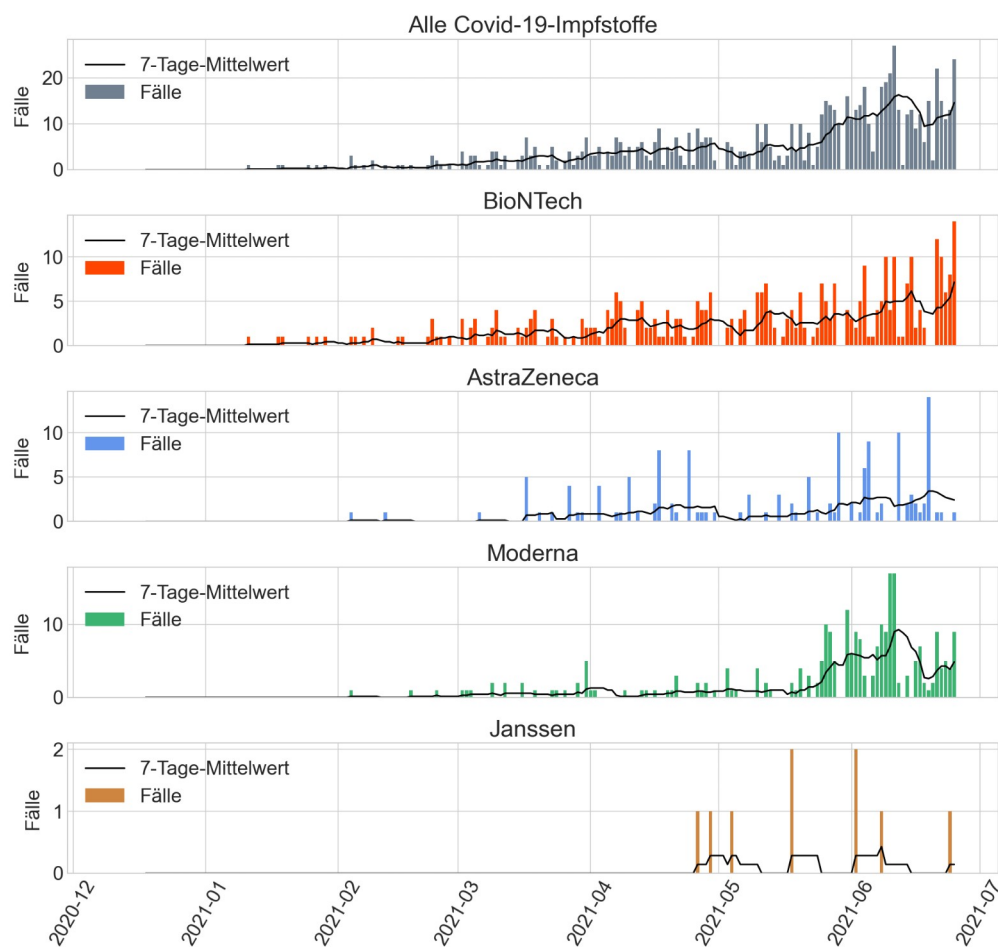 Alle Covid-19-Impfstoffe
Fälle
20
10
0
7-Tage-Mittelwert
Fälle
BioNTech
Fälle
10
5
0
7-Tage-Mittelwert
Fälle
AstraZeneca
Fälle
10
5
0
7-Tage-Mittelwert
Fälle
Moderna
Fälle
10
0
7-Tage-Mittelwert
Fälle
Janssen
Fälle
2
1
0
7-Tage-Mittelwert
Fälle
2020-12
2021-01
2021-02
2021-03
2021-04
2021-05
2021-06
2021-07